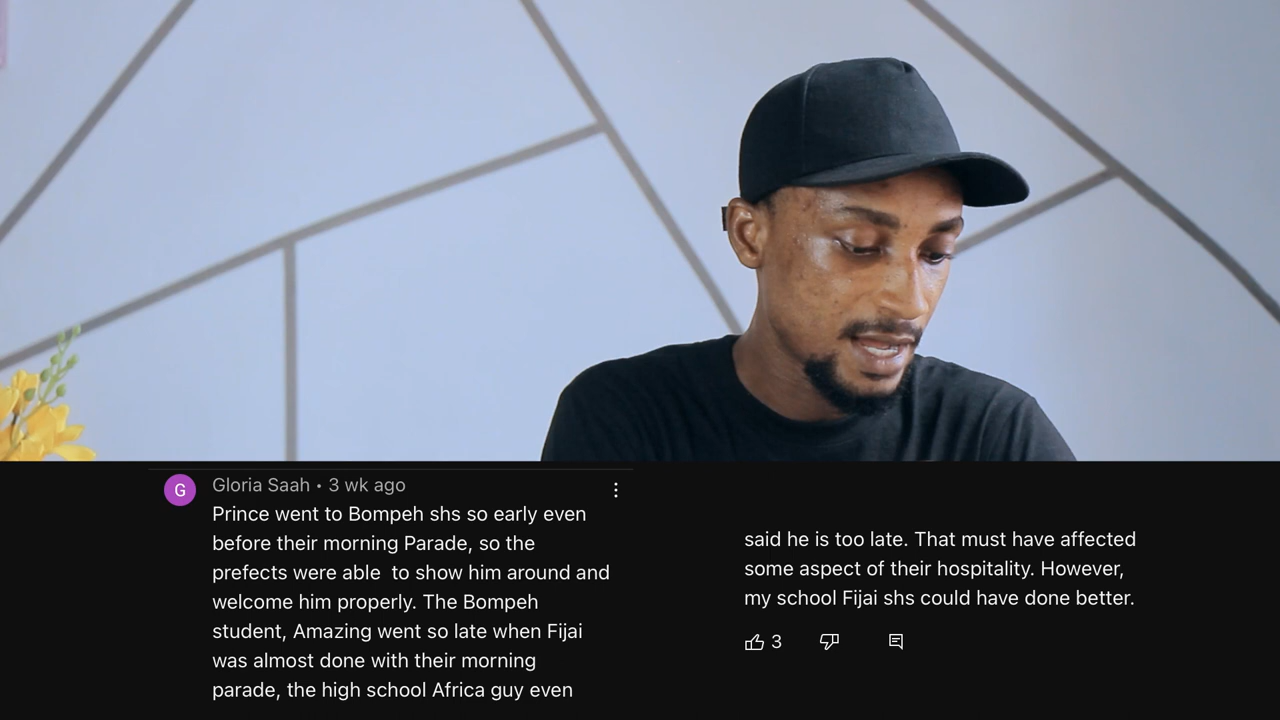 G
Gloria Saah • 3 wk ago
Prince went to Bompeh shs so early even
before their morning Parade, so the
prefects were able  to show him around and
welcome him properly. The Bompeh
student, Amazing went so late when Fijai
was almost done with their morning
parade, the high school Africa guy even
said he is too late. That must have affected
some aspect of their hospitality. However,
my school Fijai shs could have done better.
3